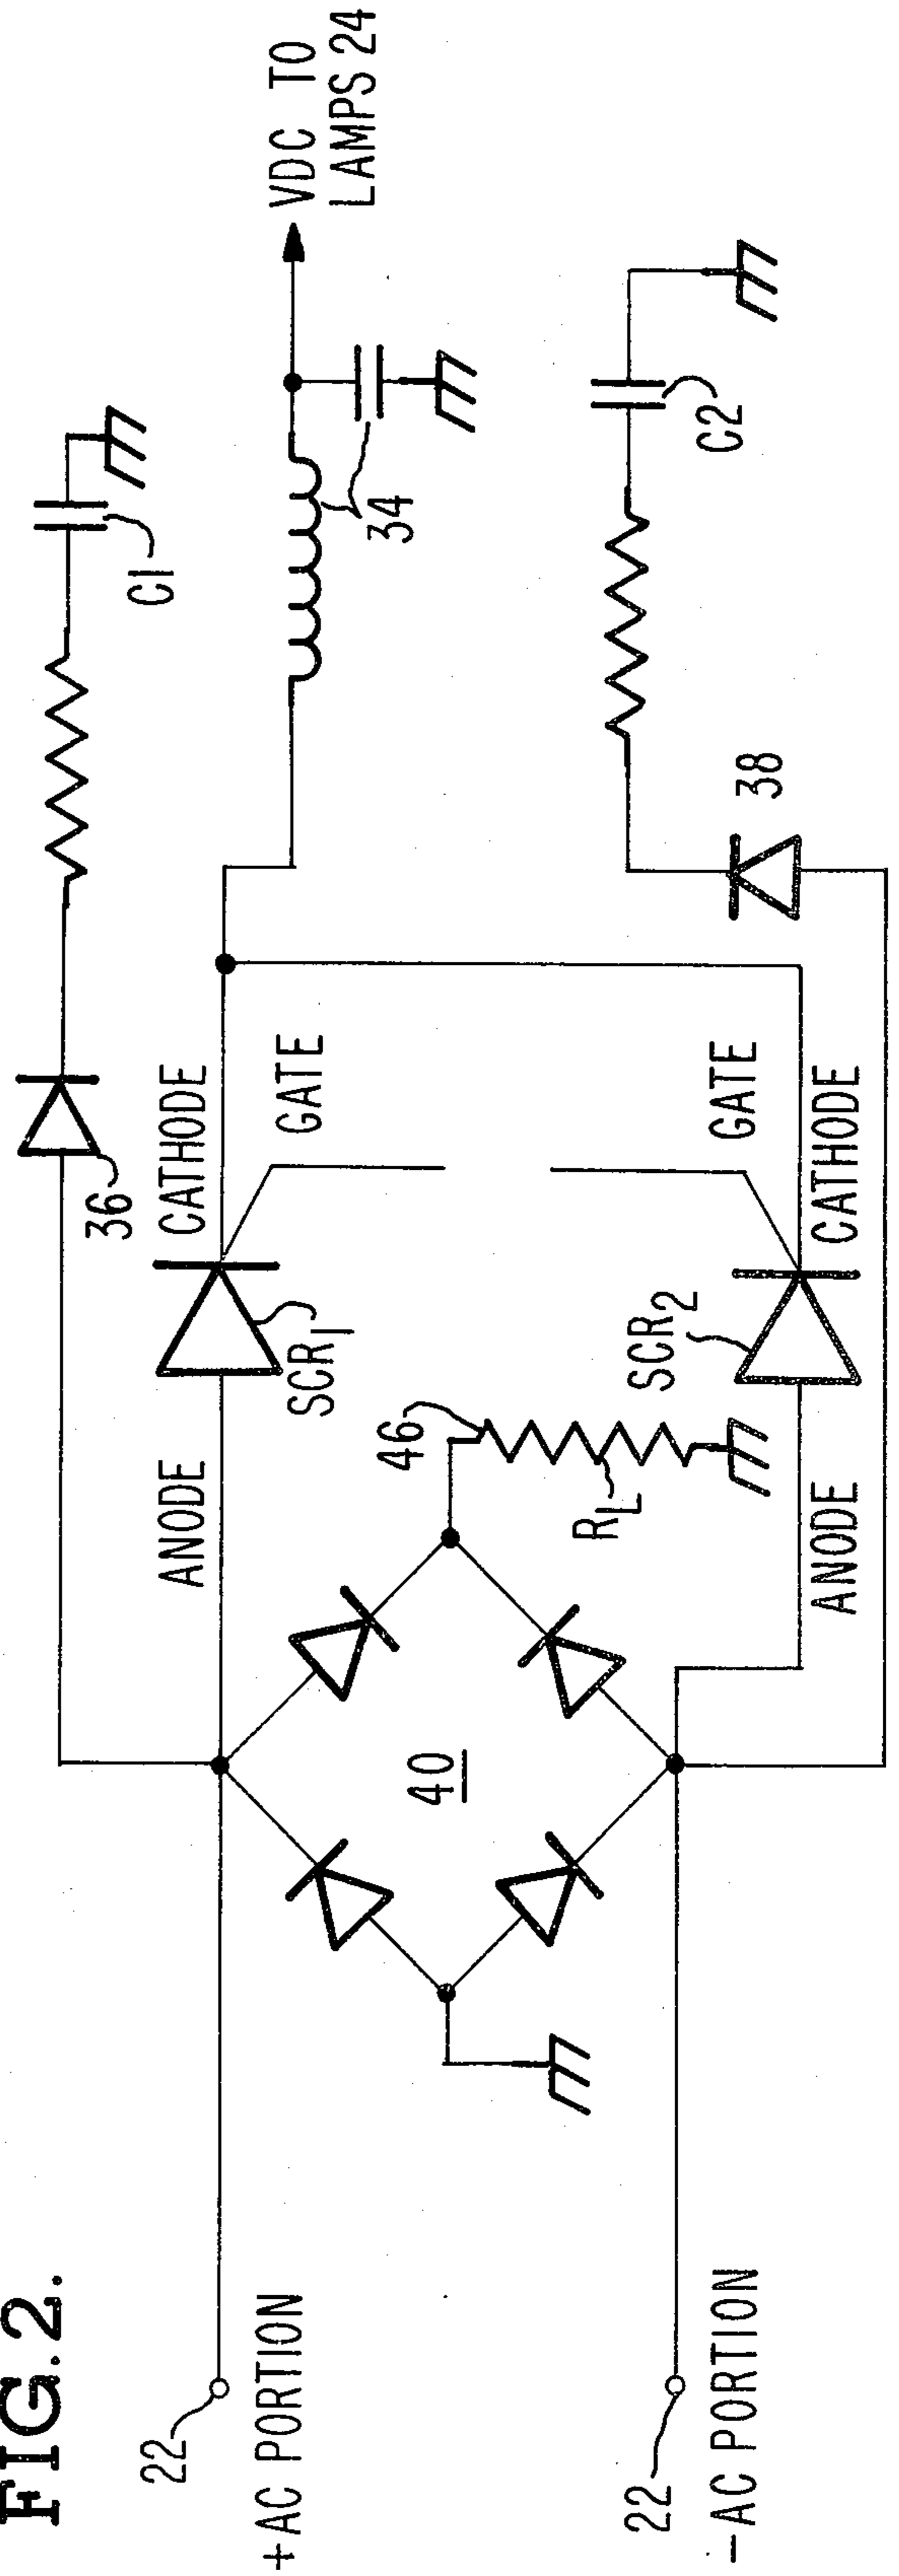 FIG.2.
22
+AC PORTION
22
−AC PORTION
40
36
ANODE
CATHODE
SCR1
GATE
46
RL
SCR2
GATE
ANODE
CATHODE
C1
34
VDC TO
LAMPS 24
38
C2